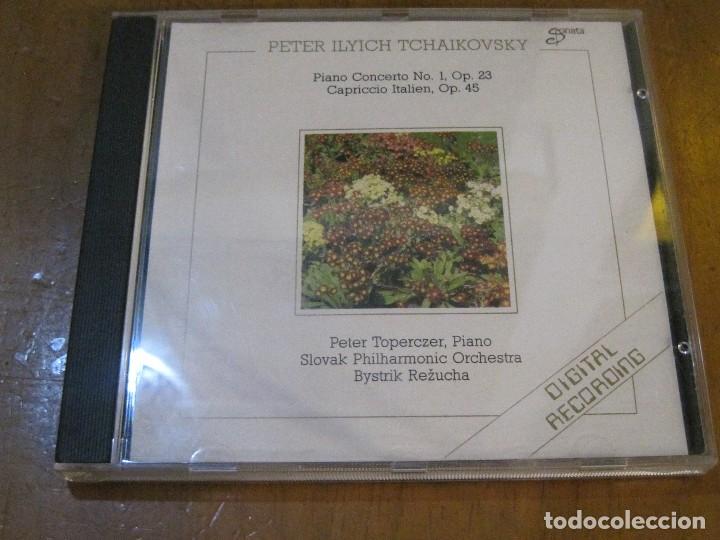 Sonata
PETER ILYICH TCHAIKOVSKY
Piano Concerto No. 1, Op. 23
Capriccio Italien, Op. 45
Peter Toperczer, Piano
Slovak Philharmonic Orchestra
Bystrik Režucha
DIGITAL
RECORDING
todocoleccion.net